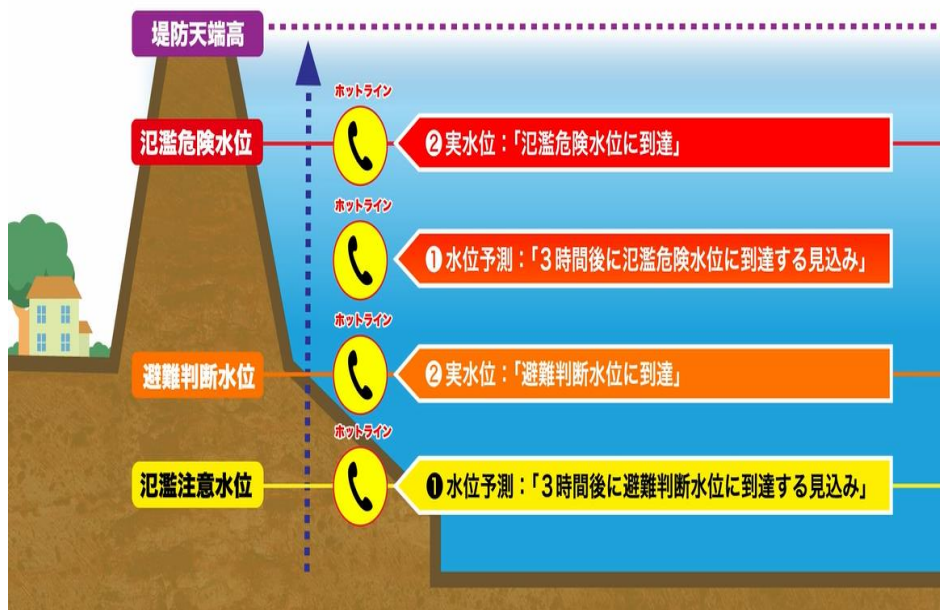 堤防天端高
ホットライン
氾濫危険水位
❷実水位：「氾濫危険水位に到達」
ホットライン
❶水位予測：「3時間後に氾濫危険水位に到達する見込み」
ホットライン
避難判断水位
❷実水位：「避難判断水位に到達」
ホットライン
氾濫注意水位
❶水位予測：「3時間後に避難判断水位に到達する見込み」